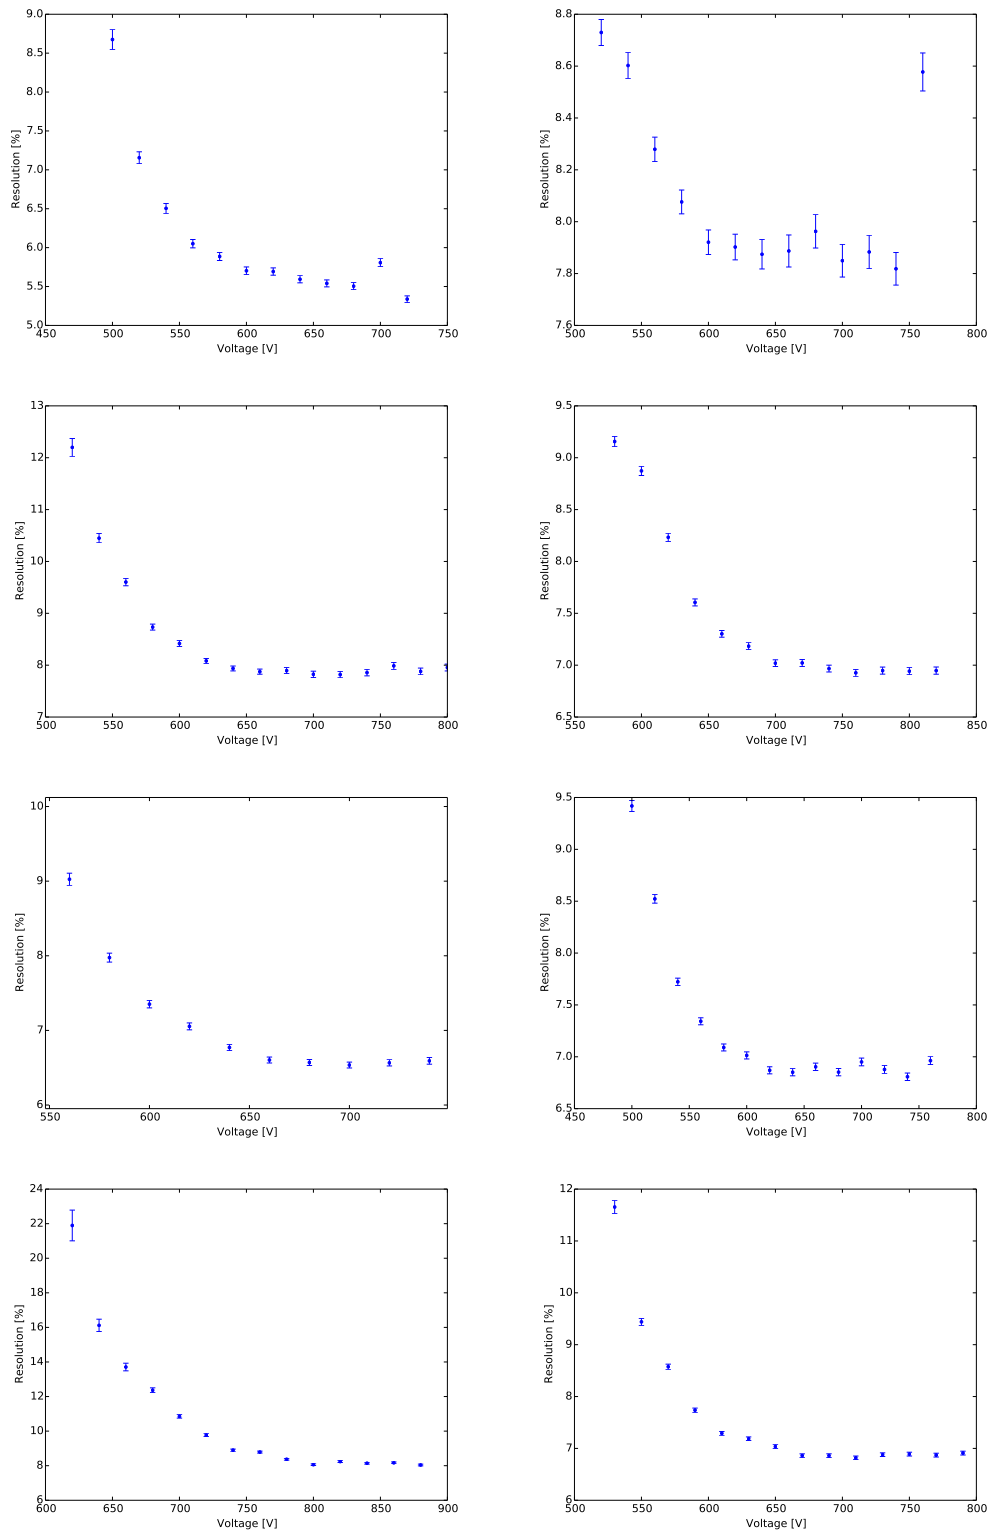 9.0
8.5
8.0
7.5
7.0
6.5
6.0
5.5
5.0
Resolution [%]
450 500 550 600 650 700 750
Voltage [V]
8.8
8.6
8.4
8.2
8.0
7.8
7.6
Resolution [%]
500 550 600 650 700 750 800
Voltage [V]
13
12
11
10
9
8
7
Resolution [%]
500 550 600 650 700 750 800
Voltage [V]
9.5
9.0
8.5
8.0
7.5
7.0
6.5
Resolution [%]
550 600 650 700 750 800 850
Voltage [V]
10
9
8
7
6
Resolution [%]
550 600 650 700
Voltage [V]
9.5
9.0
8.5
8.0
7.5
7.0
6.5
Resolution [%]
450 500 550 600 650 700 750 800
Voltage [V]
24
22
20
18
16
14
12
10
8
6
Resolution [%]
600 650 700 750 800 850 900
Voltage [V]
12
11
10
9
8
7
6
Resolution [%]
500 550 600 650 700 750 800
Voltage [V]